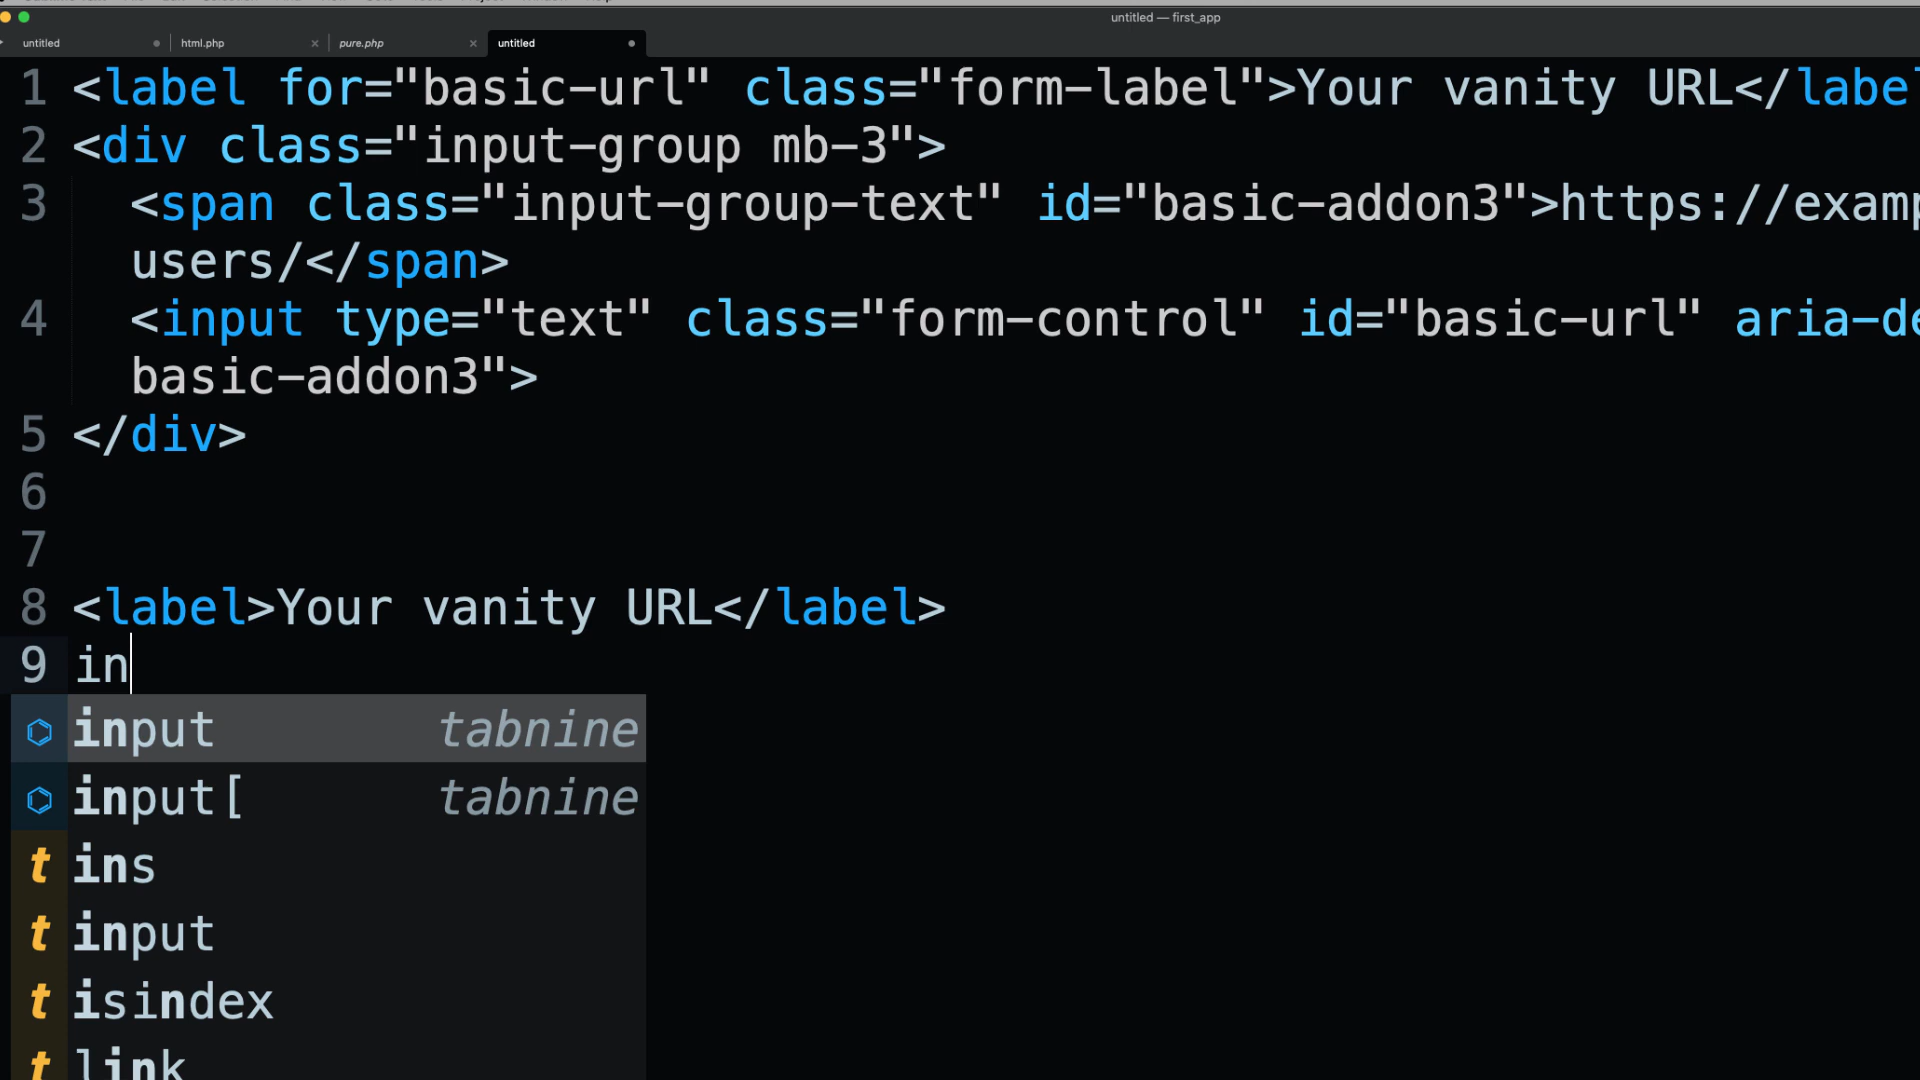 untitled — first_app
untitled html.php pure.php untitled
1 <label for="basic-url" class="form-label">Your vanity URL</labe
2 <div class="input-group mb-3">
3 <span class="input-group-text" id="basic-addon3">https://examp
users/</span>
4 <input type="text" class="form-control" id="basic-url" aria-de
basic-addon3">
5 </div>
6
7
8 <label>Your vanity URL</label>
9 in
input tabnine
input[ tabnine
t ins
t input
t isindex
t link